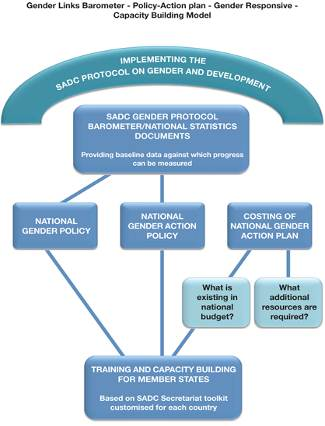 Gender Links Barometer - Policy-Action plan - Gender Responsive -
Capacity Building Model
IMPLEMENTING THE
SADC PROTOCOL ON GENDER AND DEVELOPMENT
SADC GENDER PROTOCOL
BAROMETER/NATIONAL STATISTICS
DOCUMENTS
Providing baseline data against which progress
can be measured
NATIONAL
GENDER POLICY
NATIONAL
GENDER ACTION
POLICY
COSTING OF
NATIONAL GENDER
ACTION PLAN
What is
existing in
national
budget?
What
additional
resources are
required?
TRAINING AND CAPACITY BUILDING
FOR MEMBER STATES
Based on SADC Secretariat toolkit
customised for each country